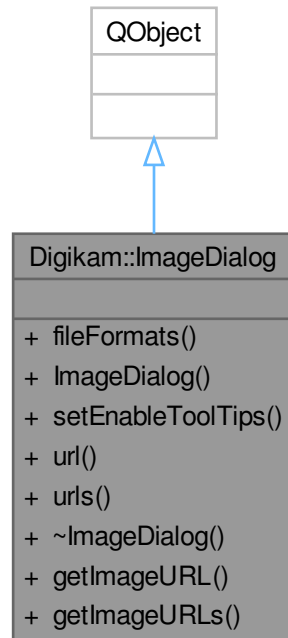 QObject
Digikam::ImageDialog
+ fileFormats()
+ ImageDialog()
+ setEnableToolTips()
+ url()
+ urls()
+ ~ImageDialog()
+ getImageURL()
+ getImageURLs()